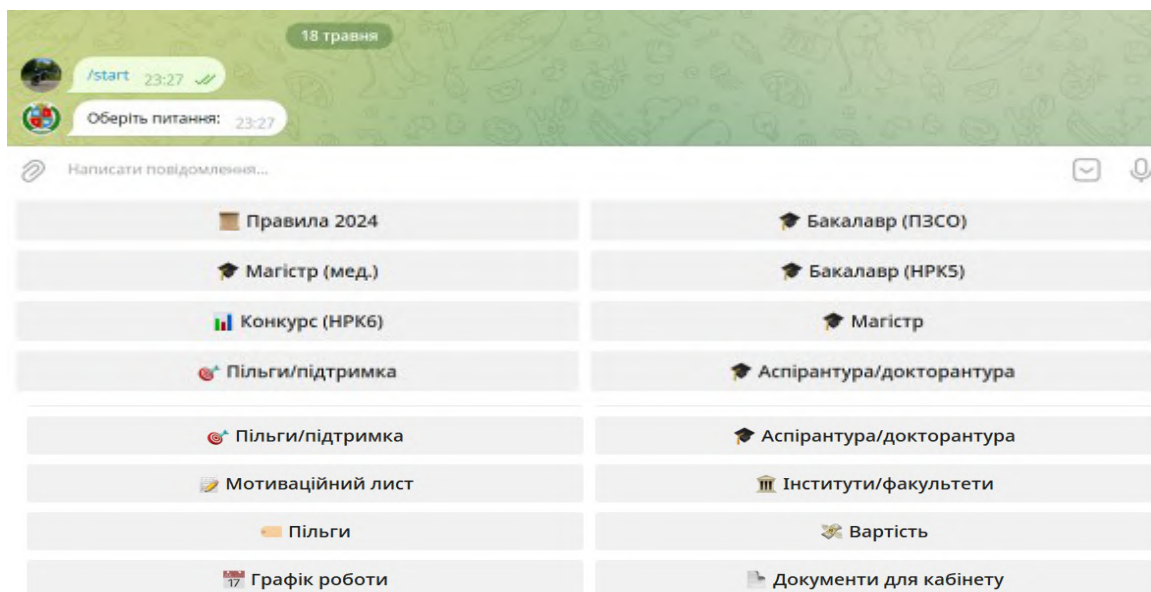 18 травня
/start 23:27
Оберіть питання: 23:27
Написати повідомлення...
Правила 2024
Бакалавр (ПЗСО)
Магістр (мед.)
Бакалавр (НРК5)
Конкурс (НРК6)
Магістр
Пільги/підтримка
Аспірантура/докторантура
Пільги/підтримка
Аспірантура/докторантура
Мотиваційний лист
Інститути/факультети
Пільги
Вартість
17 Графік роботи
Документи для кабінету